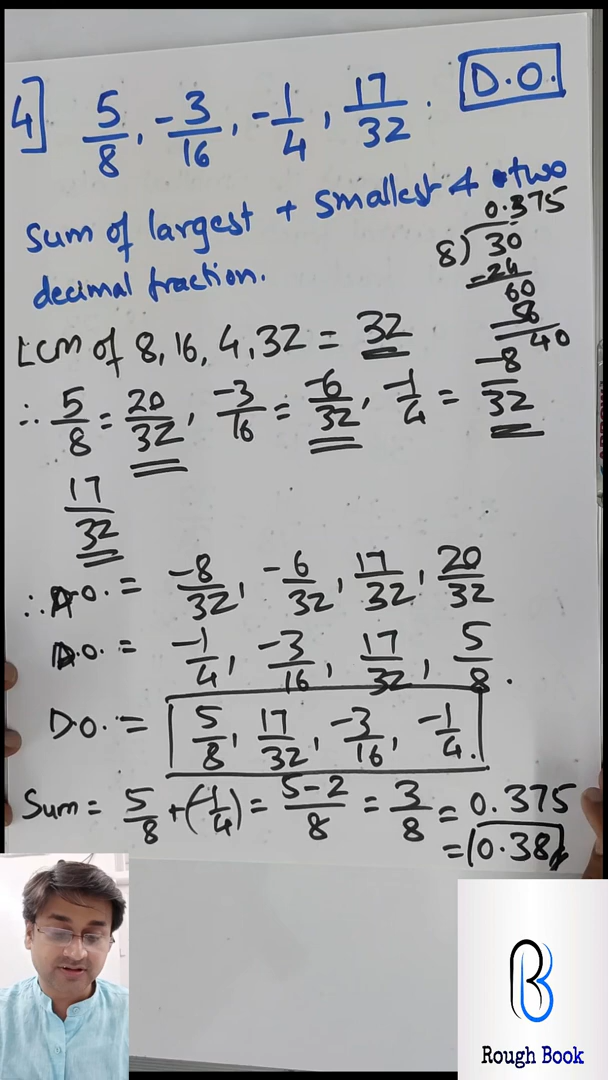 4] 5/8, -3/16, -1/4, 17/32. D.O.
Sum of largest + smallest & two
decimal fraction.
0.375
8) 30
-24
60
56
40
LCM of 8, 16, 4, 32 = 32
∴ 5/8 = 20/32, -3/16 = -6/32, -1/4 = -8/32
17/32
∴ A.O. = -8/32, -6/32, 17/32, 20/32
D.O. = -1/4, -3/16, 17/32, 5/8.
D.O. = 5/8, 17/32, -3/16, -1/4.
Sum = 5/8 + (-1/4) = 5-2/8 = 3/8 = 0.375
= 0.38
Rough Book